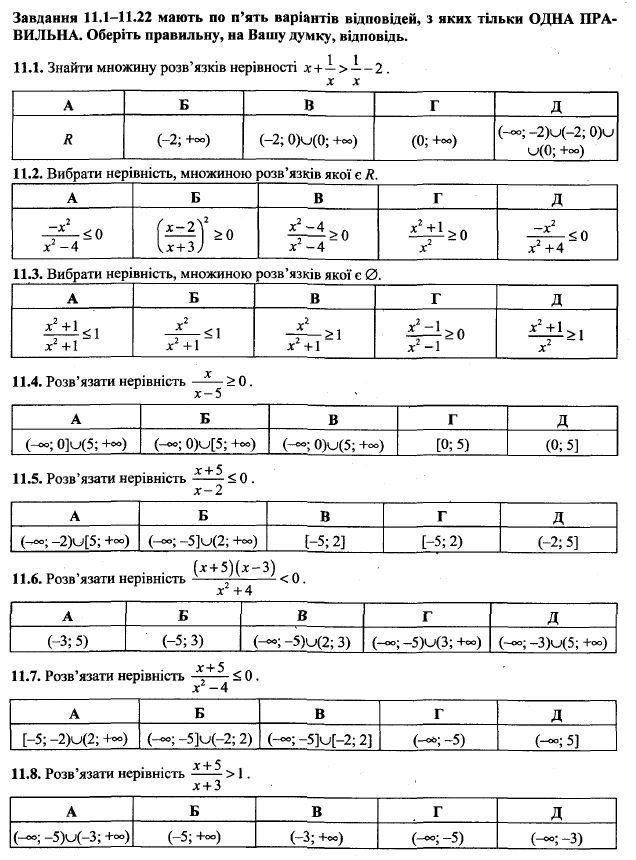 Завдання 11.1–11.22 мають по п’ять варіантів відповідей, з яких тільки ОДНА ПРА-
ВИЛЬНА. Оберіть правильну, на Вашу думку, відповідь.
11.1. Знайти множину розв’язків нерівності x + 1/x > 1/x − 2 .
А Б В Г Д
R (–2; +∞) (–2; 0)∪(0; +∞) (0; +∞) (–∞; –2)∪(–2; 0)∪
∪(0; +∞)
11.2. Вибрати нерівність, множиною розв’язків якої є R.
А Б В Г Д
−x²/(x² − 4) ≤ 0 ((x − 2)/(x + 3))² ≥ 0 (x² − 4)/(x² − 4) ≥ 0 (x² + 1)/x² ≥ 0 −x²/(x² + 4) ≤ 0
11.3. Вибрати нерівність, множиною розв’язків якої є ∅.
А Б В Г Д
(x² + 1)/(x² + 1) ≤ 1 x²/(x² + 1) ≤ 1 x²/(x² + 1) ≥ 1 (x² − 1)/(x² − 1) ≥ 0 (x² + 1)/x² ≥ 1
11.4. Розв’язати нерівність x/(x − 5) ≥ 0 .
А Б В Г Д
(–∞; 0]∪(5; +∞) (–∞; 0)∪[5; +∞) (–∞; 0)∪(5; +∞) [0; 5) (0; 5]
11.5. Розв’язати нерівність (x + 5)/(x − 2) ≤ 0 .
А Б В Г Д
(–∞; –2)∪[5; +∞) (–∞; –5]∪(2; +∞) [–5; 2] [–5; 2) (–2; 5]
11.6. Розв’язати нерівність (x + 5)(x − 3)/(x² + 4) < 0 .
А Б В Г Д
(–3; 5) (–5; 3) (–∞; –5)∪(2; 3) (–∞; –5)∪(3; +∞) (–∞; –3)∪(5; +∞)
11.7. Розв’язати нерівність (x + 5)/(x² − 4) ≤ 0 .
А Б В Г Д
[–5; –2)∪(2; +∞) (–∞; –5]∪(–2; 2) (–∞; –5]∪[–2; 2] (–∞; –5) (–∞; 5]
11.8. Розв’язати нерівність (x + 5)/(x + 3) > 1 .
А Б В Г Д
(–∞; –5)∪(–3; +∞) (–5; +∞) (–3; +∞) (–∞; –5) (–∞; –3)